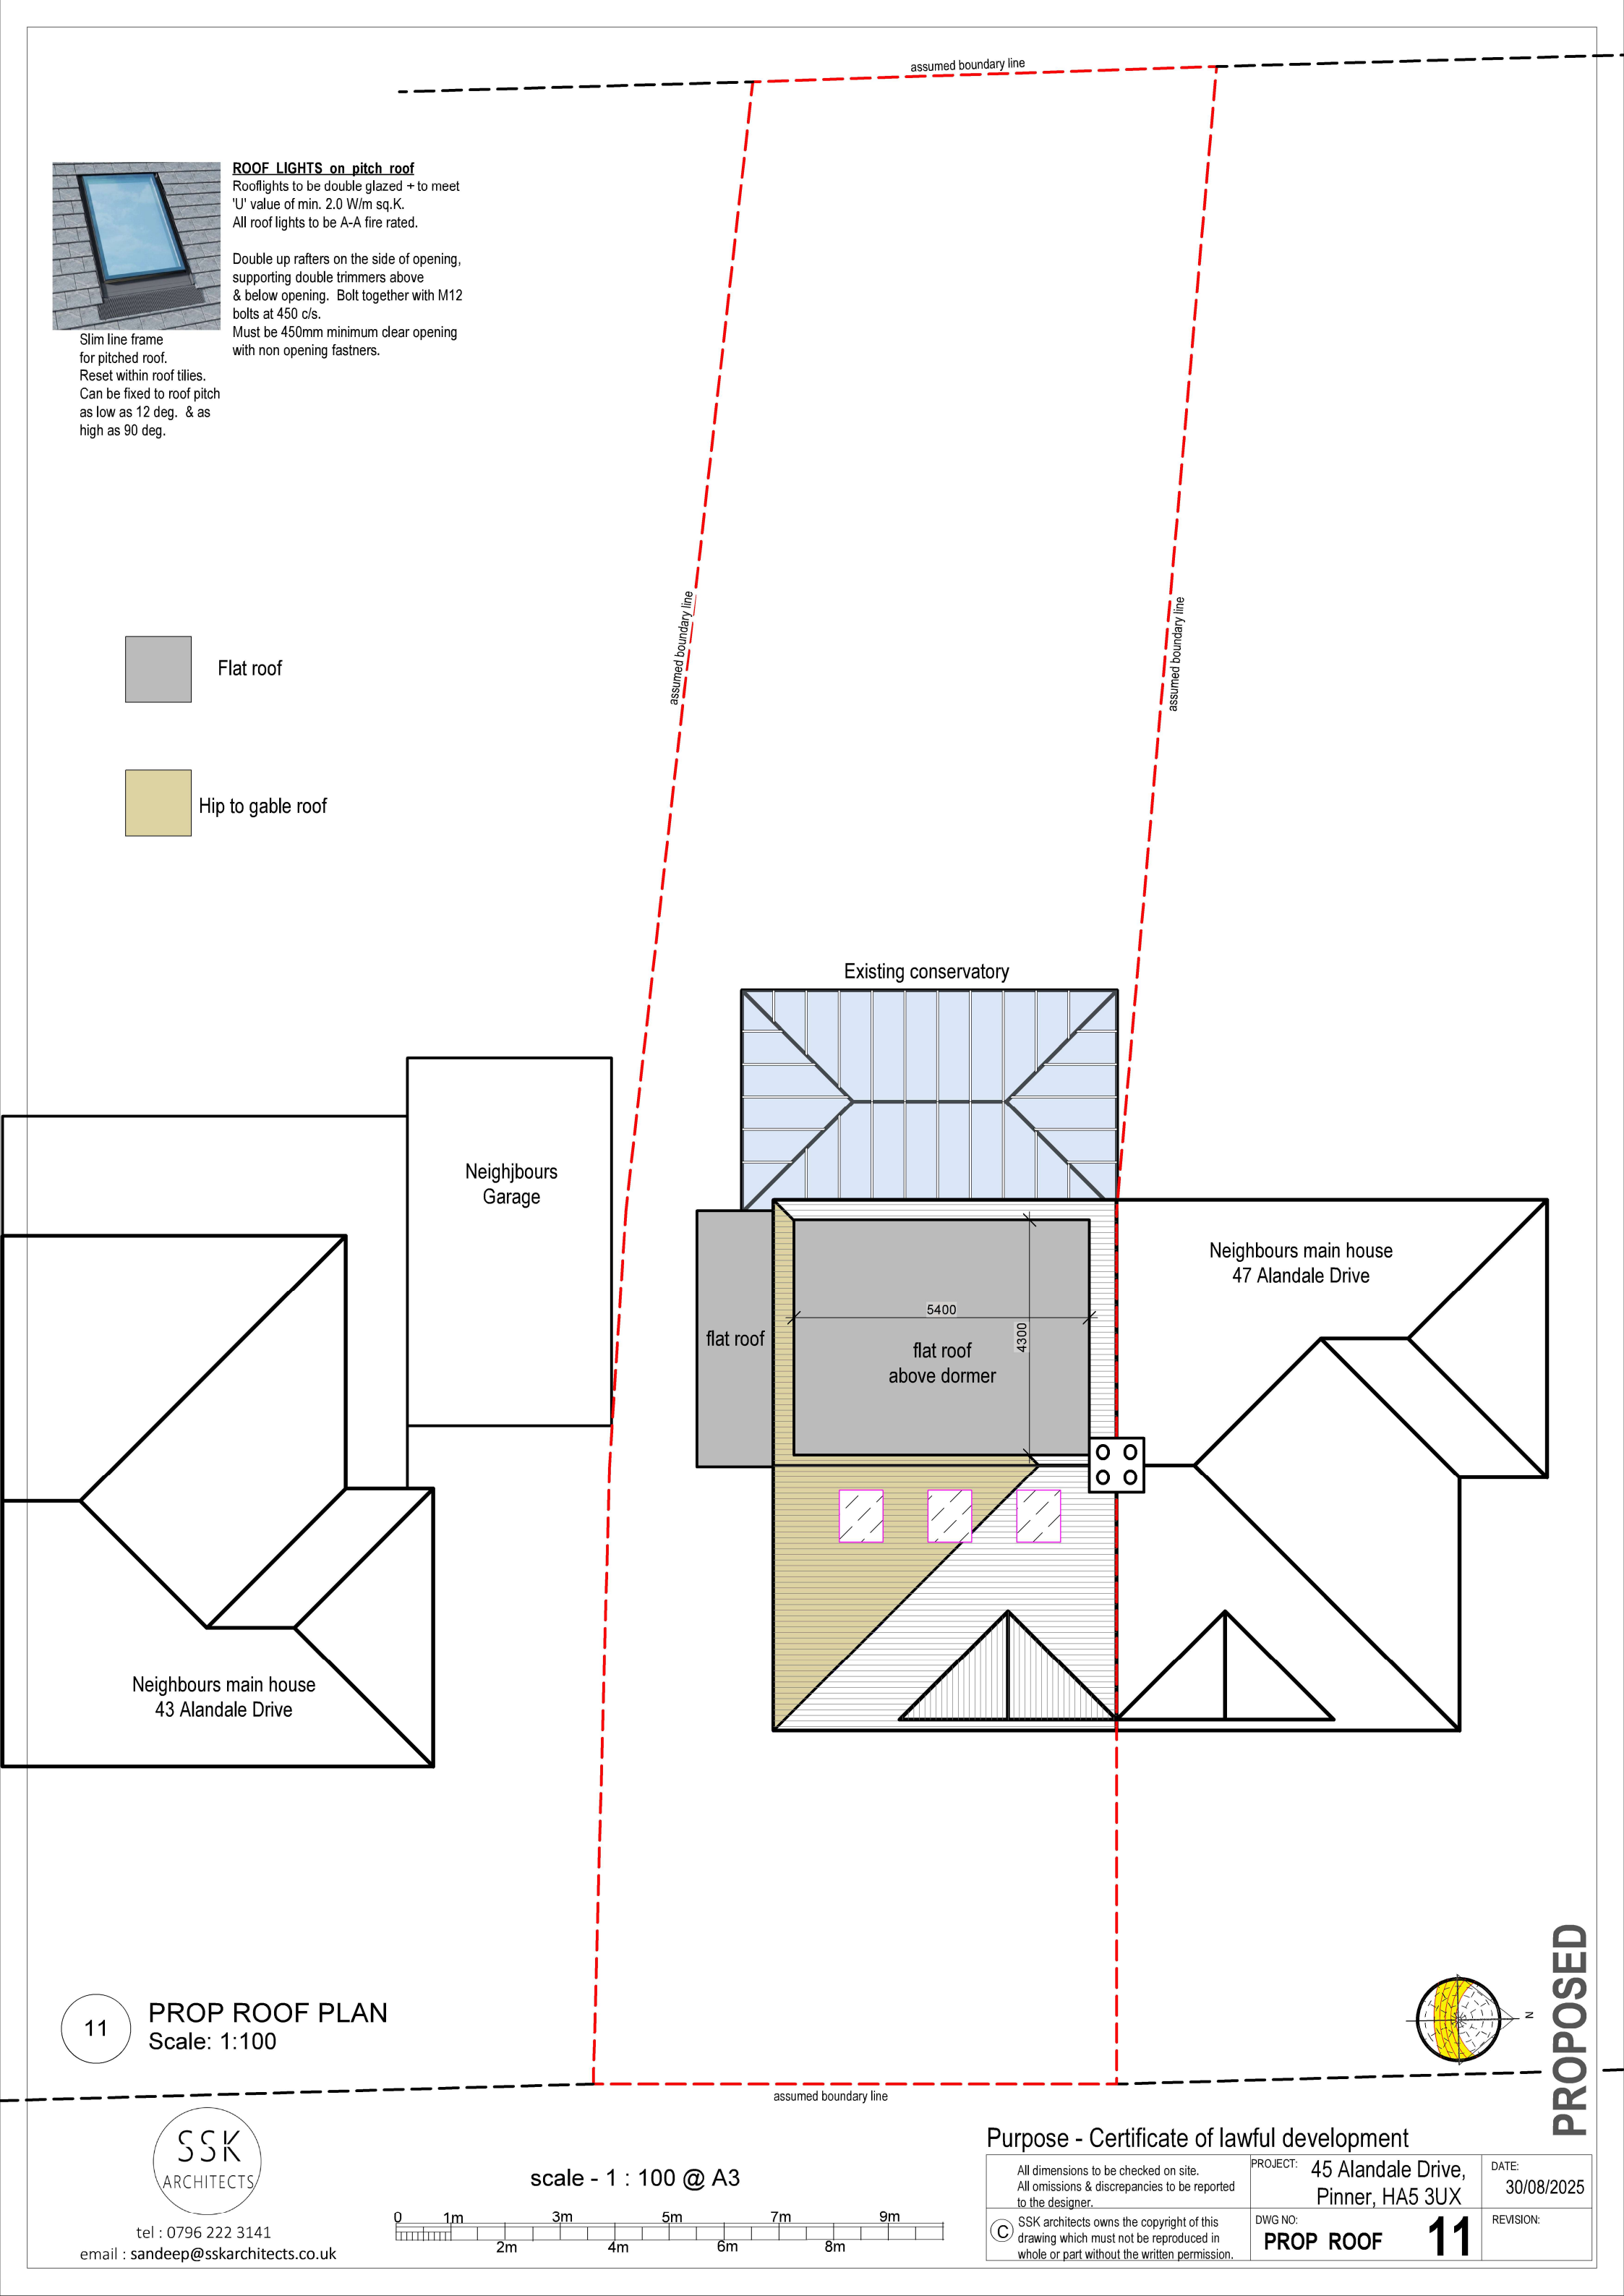 assumed boundary line
ROOF LIGHTS on pitch roof
Rooflights to be double glazed + to meet
'U' value of min. 2.0 W/m sq.K.
All roof lights to be A-A fire rated.
Double up rafters on the side of opening,
supporting double trimmers above
& below opening. Bolt together with M12
bolts at 450 c/s.
Must be 450mm minimum clear opening
with non opening fastners.
Slim line frame
for pitched roof.
Reset within roof tilies.
Can be fixed to roof pitch
as low as 12 deg. & as
high as 90 deg.
assumed boundary line
assumed boundary line
Flat roof
Hip to gable roof
Existing conservatory
Neighjbours
Garage
Neighbours main house
47 Alandale Drive
5400
4300
flat roof
flat roof
above dormer
Neighbours main house
43 Alandale Drive
PROPOSED
N
11
PROP ROOF PLAN
Scale: 1:100
assumed boundary line
SSK
ARCHITECTS
tel : 0796 222 3141
email : sandeep@sskarchitects.co.uk
scale - 1 : 100 @ A3
0 1m 3m 5m 7m 9m
2m 4m 6m 8m
Purpose - Certificate of lawful development
All dimensions to be checked on site.
All omissions & discrepancies to be reported
to the designer.
C
SSK architects owns the copyright of this
drawing which must not be reproduced in
whole or part without the written permission.
PROJECT:
45 Alandale Drive,
Pinner, HA5 3UX
DATE:
30/08/2025
DWG NO:
PROP ROOF 11
REVISION: